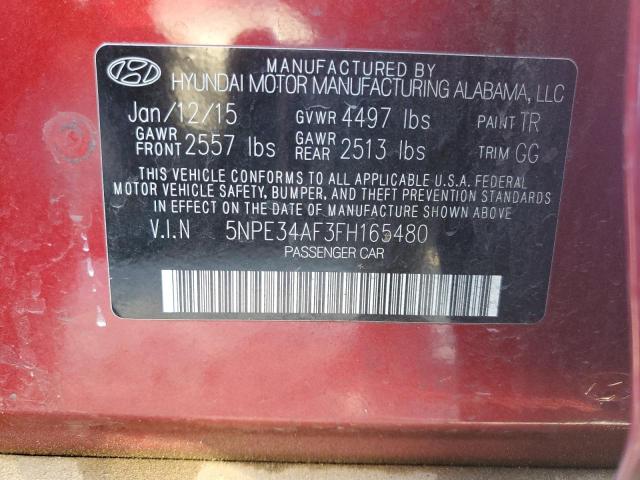 MANUFACTURED BY
HYUNDAI MOTOR MANUFACTURING ALABAMA, LLC
Jan/12/15 GVWR 4497 lbs PAINT TR
GAWR FRONT 2557 lbs GAWR REAR 2513 lbs TRIM GG
THIS VEHICLE CONFORMS TO ALL APPLICABLE U.S.A. FEDERAL
MOTOR VEHICLE SAFETY, BUMPER, AND THEFT PREVENTION STANDARDS
IN EFFECT ON THE DATE OF MANUFACTURE SHOWN ABOVE
V.I.N 5NPE34AF3FH165480
PASSENGER CAR